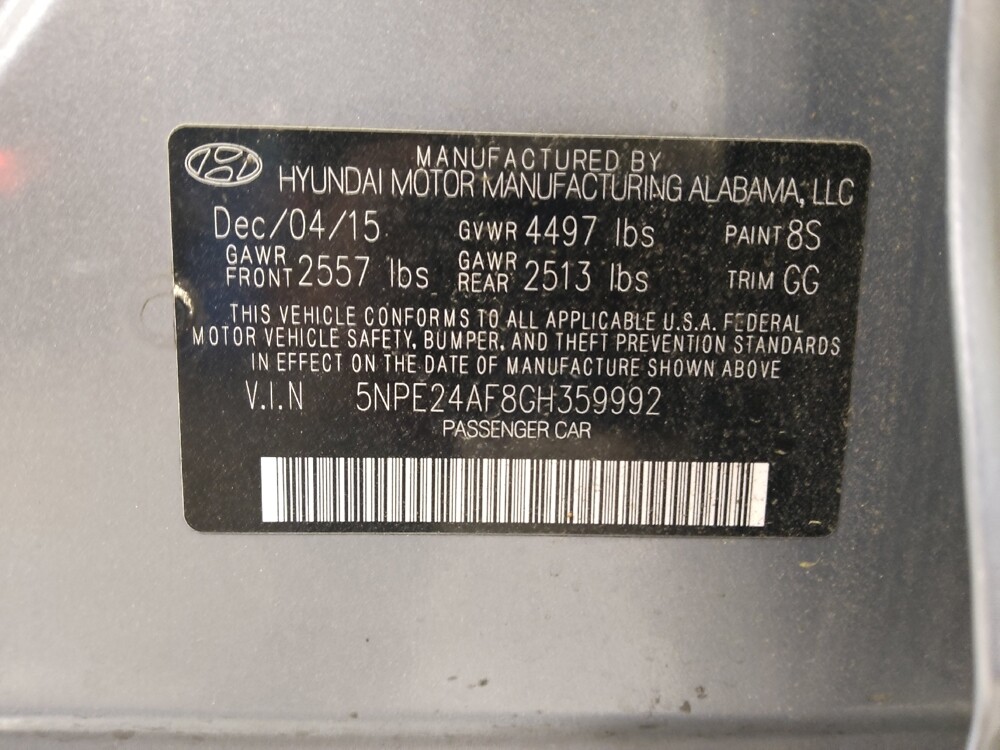 MANUFACTURED BY
HYUNDAI MOTOR MANUFACTURING ALABAMA, LLC
Dec/04/15 GVWR 4497 lbs PAINT 8S
GAWR FRONT 2557 lbs GAWR REAR 2513 lbs TRIM GG
THIS VEHICLE CONFORMS TO ALL APPLICABLE U.S.A. FEDERAL
MOTOR VEHICLE SAFETY, BUMPER, AND THEFT PREVENTION STANDARDS
IN EFFECT ON THE DATE OF MANUFACTURE SHOWN ABOVE
V.I.N 5NPE24AF8GH359992
PASSENGER CAR